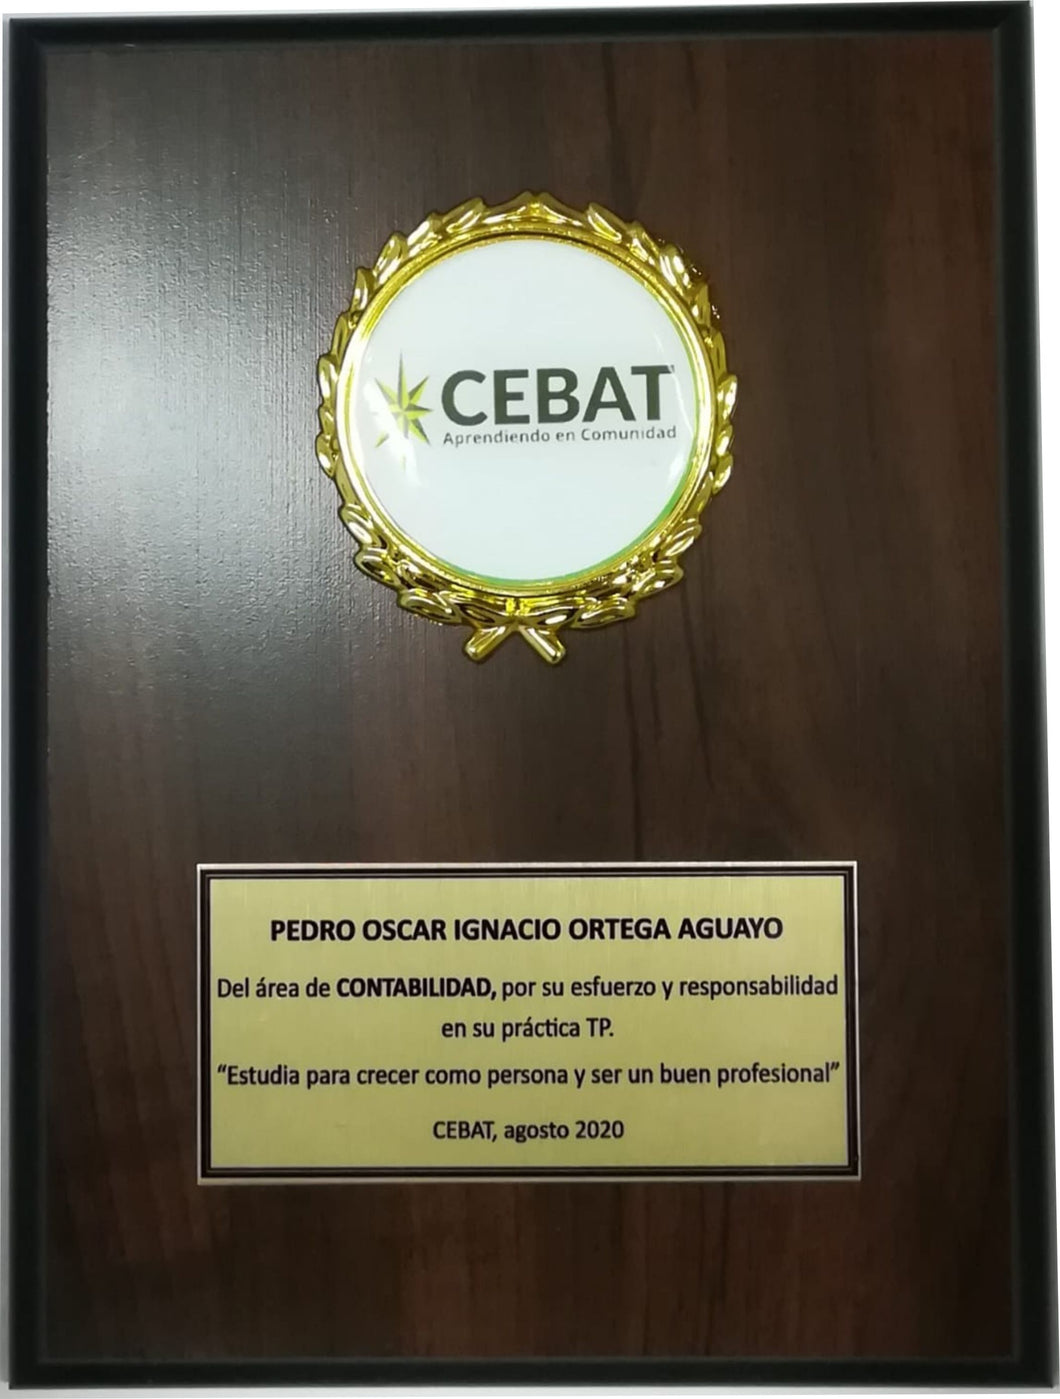 CEBAT
Aprendiendo en Comunidad
PEDRO OSCAR IGNACIO ORTEGA AGUAYO
Del área de CONTABILIDAD, por su esfuerzo y responsabilidad
en su práctica TP.
“Estudia para crecer como persona y ser un buen profesional”
CEBAT, agosto 2020